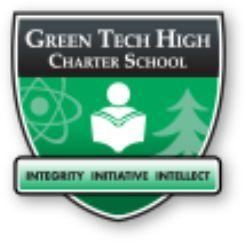 GREEN TECH HIGH
CHARTER SCHOOL
INTEGRITY INITIATIVE INTELLECT